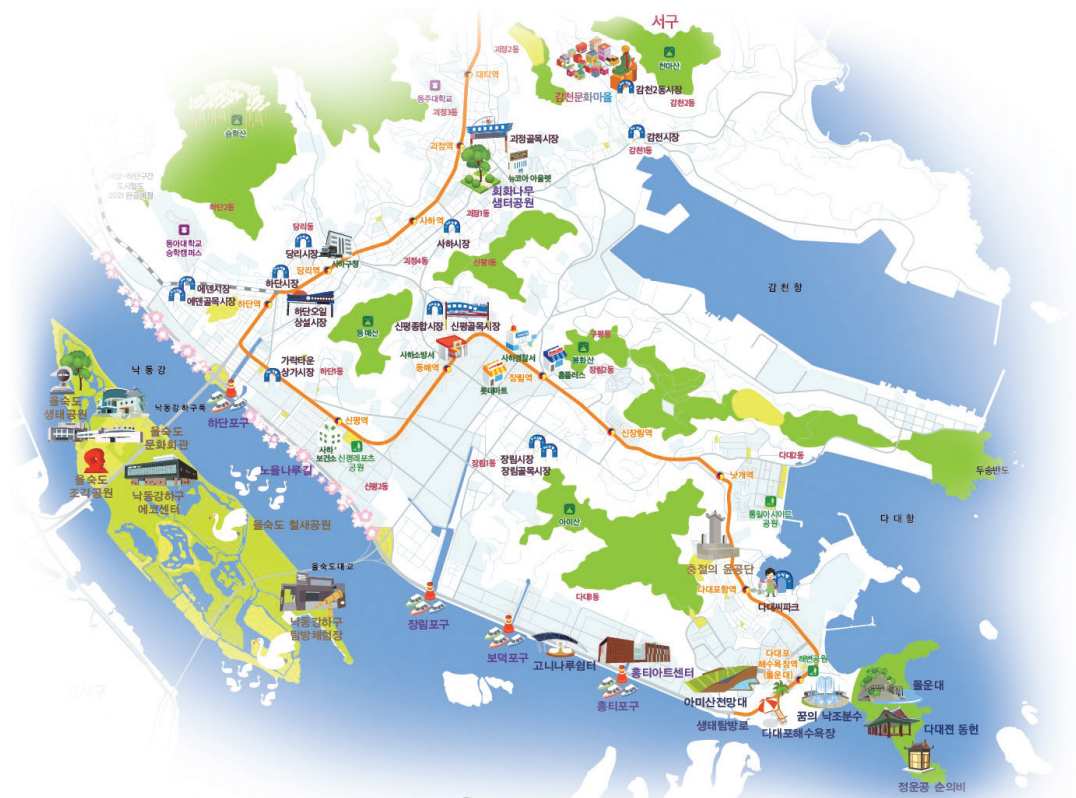 서구
괴정2동
대티역
천마산
동주대학교
감천문화마을
감천2동시장
감천2동
괴정3동
승학산
괴정골목시장
감천시장
감천1동
괴정역
뉴코아 아울렛
사상~하단구간
도시철도
2021 완공예정
회화나무
샘터공원
하단2동
괴정1동
사하역
당리동
동아대학교
승학캠퍼스
사하시장
당리시장
사하구청
괴정4동
신평1동
당리역
하단시장
에덴시장
에덴골목시장
감천항
하단역
하단오일
상설시장
동매산
신평종합시장
신평골목시장
구평동
사하소방서
사하경찰서
봉화산
가락타운
상가시장
하단1동
동매역
장림2동
홈플러스
낙동강
롯데마트
장림역
을숙도
생태공원
낙동강하구둑
하단포구
신평역
을숙도
문화회관
신장림역
사하
보건소
신평레포츠
공원
장림시장
장림골목시장
다대2동
노을나루길
장림1동
두송반도
낫개역
을숙도
조각공원
낙동강하구
에코센터
신평2동
통일아시아드
공원
다대항
아미산
을숙도 철새공원
을숙도대교
충절의 윤공단
다대포항역
다대1동
다대씨파크
낙동강하구
탐방체험장
장림포구
보덕포구
고니나루쉼터
다대포
해수욕장역
(몰운대)
해변공원
홍티아트센터
몰운대
홍티포구
아미산전망대
꿈의 낙조분수
생태탐방로
다대포해수욕장
다대진 동헌
정운공 순의비